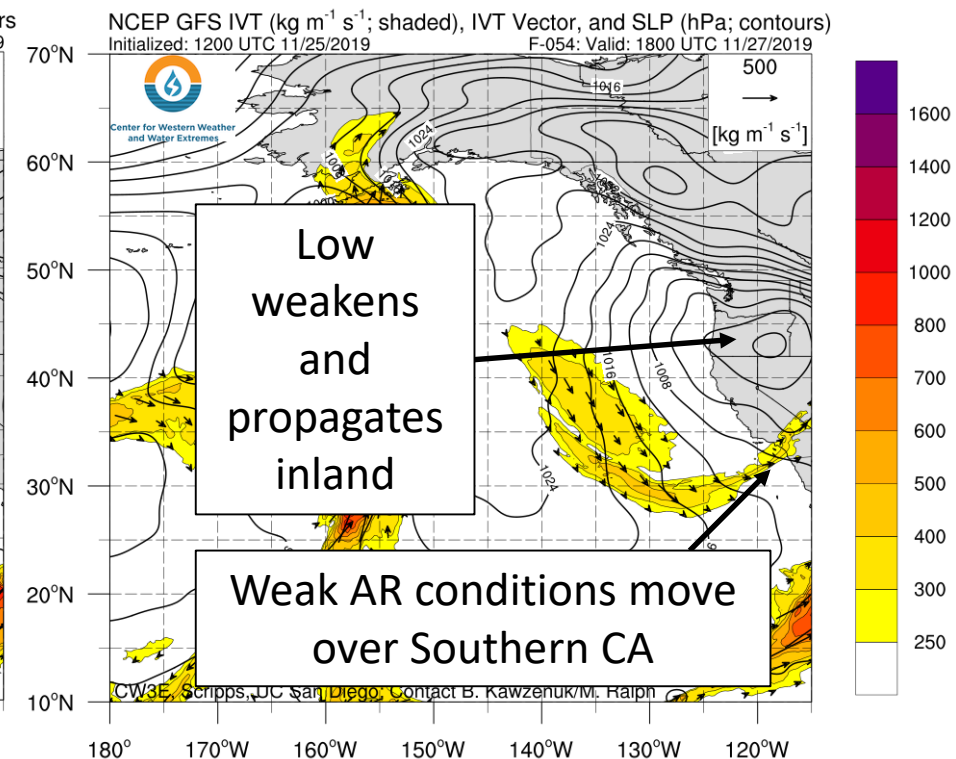 rs
9
NCEP GFS IVT (kg m⁻¹ s⁻¹; shaded), IVT Vector, and SLP (hPa; contours)
Initialized: 1200 UTC 11/25/2019 F-054: Valid: 1800 UTC 11/27/2019
Center for Western Weather
and Water Extremes
500
[kg m⁻¹ s⁻¹]
70°N
60°N
50°N
40°N
30°N
20°N
10°N
1016
1024
1024
1016
1008
1024
Low
weakens
and
propagates
inland
Weak AR conditions move
over Southern CA
CW3E, Scripps, UC San Diego; Contact B. Kawzenuk/M. Ralph
180° 170°W 160°W 150°W 140°W 130°W 120°W
1600
1400
1200
1000
800
700
600
500
400
300
250